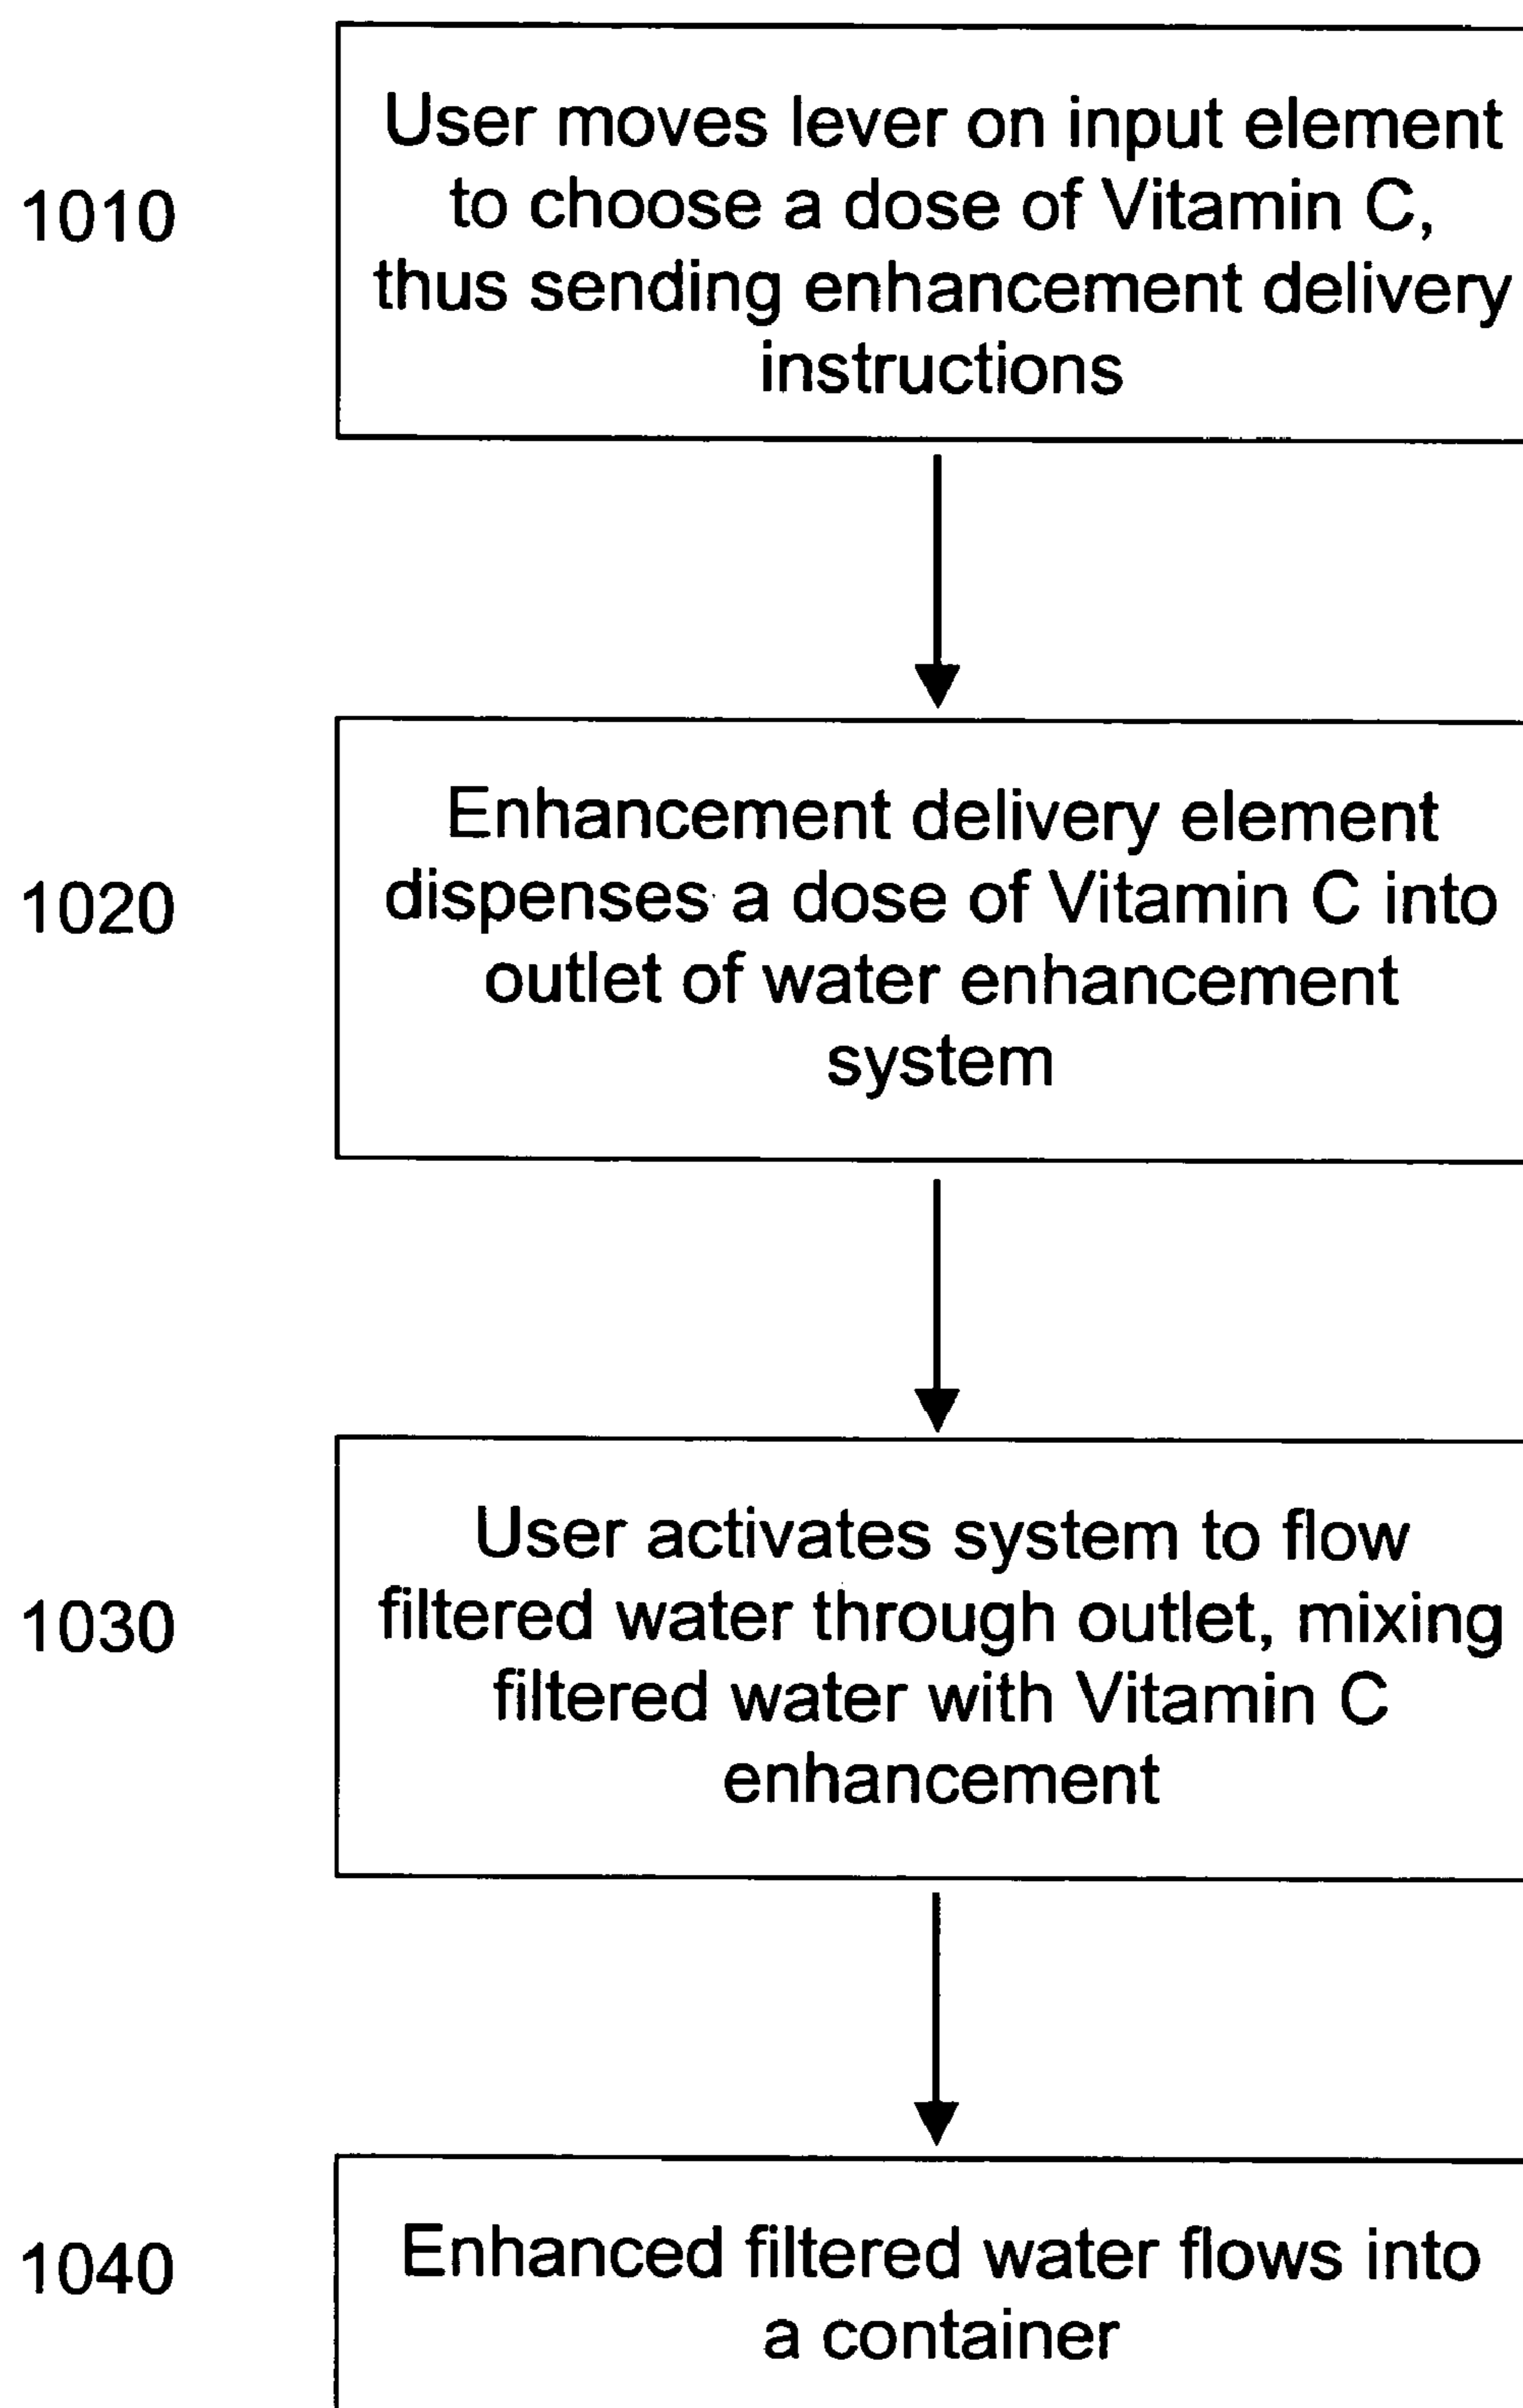 1010
User moves lever on input element
to choose a dose of Vitamin C,
thus sending enhancement delivery
instructions
1020
Enhancement delivery element
dispenses a dose of Vitamin C into
outlet of water enhancement
system
1030
User activates system to flow
filtered water through outlet, mixing
filtered water with Vitamin C
enhancement
1040
Enhanced filtered water flows into
a container